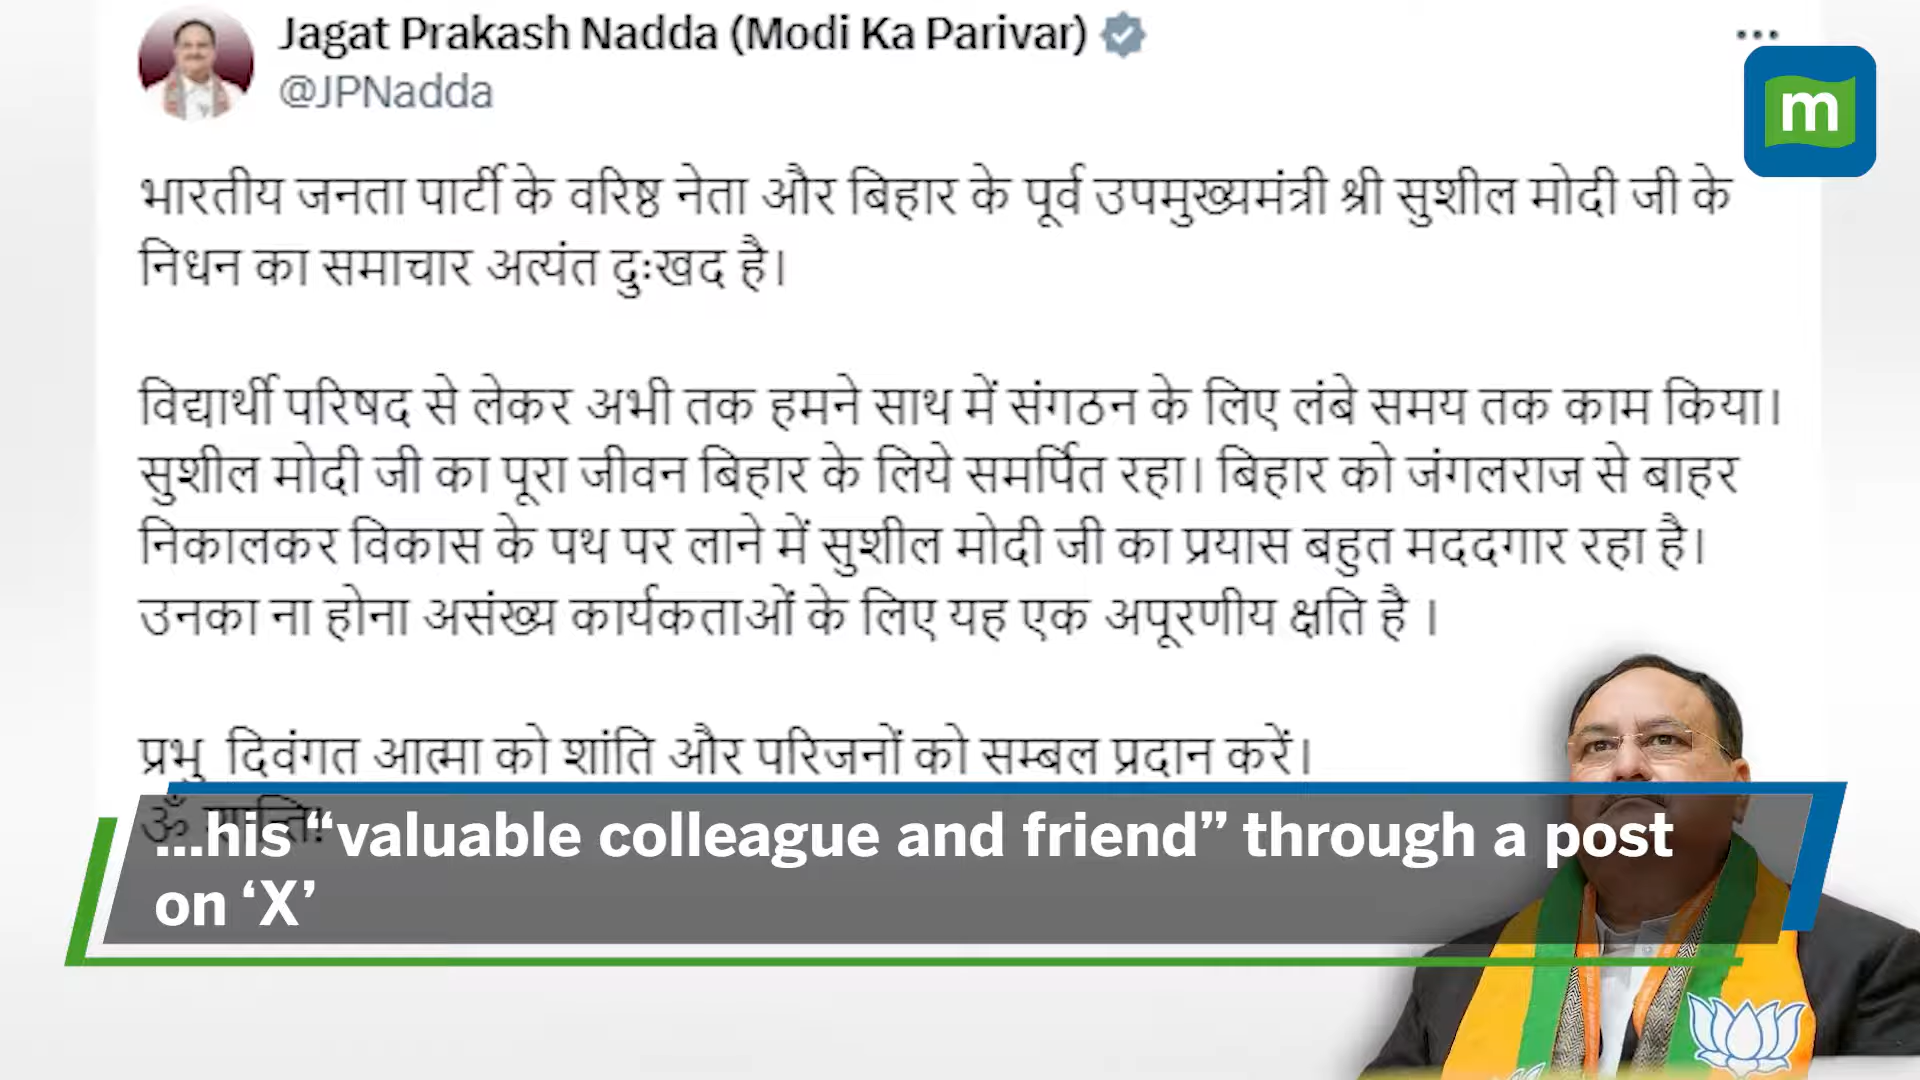 Jagat Prakash Nadda (Modi Ka Parivar)
@JPNadda
m
भारतीय जनता पार्टी के वरिष्ठ नेता और बिहार के पूर्व उपमुख्यमंत्री श्री सुशील मोदी जी के
निधन का समाचार अत्यंत दुःखद है।
विद्यार्थी परिषद से लेकर अभी तक हमने साथ में संगठन के लिए लंबे समय तक काम किया।
सुशील मोदी जी का पूरा जीवन बिहार के लिये समर्पित रहा। बिहार को जंगलराज से बाहर
निकालकर विकास के पथ पर लाने में सुशील मोदी जी का प्रयास बहुत मददगार रहा है।
उनका ना होना असंख्य कार्यकताओं के लिए यह एक अपूरणीय क्षति है ।
प्रभु दिवंगत आत्मा को शांति और परिजनों को सम्बल प्रदान करें।
ॐ शान्ति!
...his “valuable colleague and friend” through a post
on ‘X’